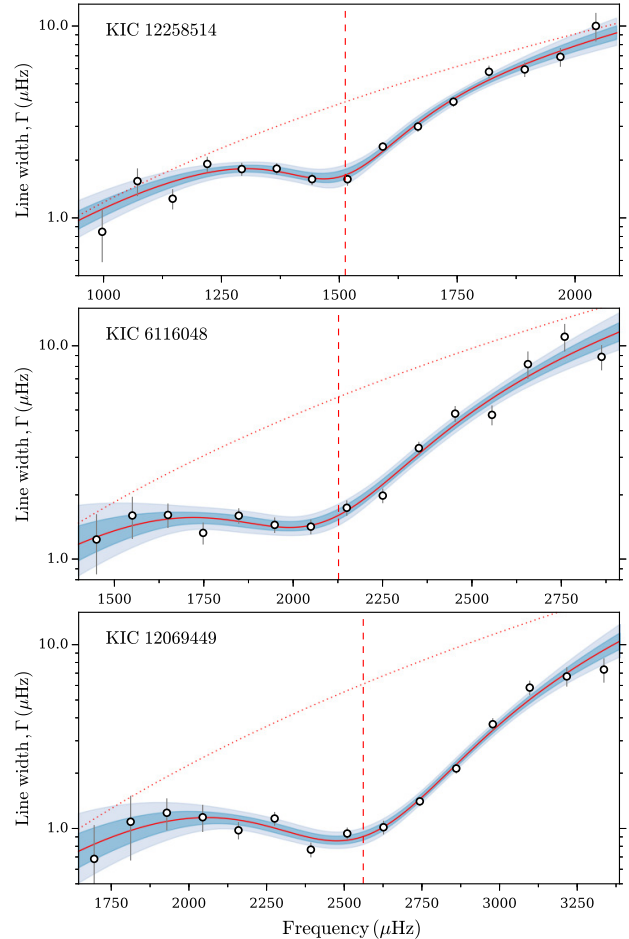 KIC 12258514
10.0
1.0
Line width, Γ (μHz)
1000 1250 1500 1750 2000
KIC 6116048
10.0
1.0
Line width, Γ (μHz)
1500 1750 2000 2250 2500 2750
KIC 12069449
10.0
1.0
Line width, Γ (μHz)
1750 2000 2250 2500 2750 3000 3250
Frequency (μHz)